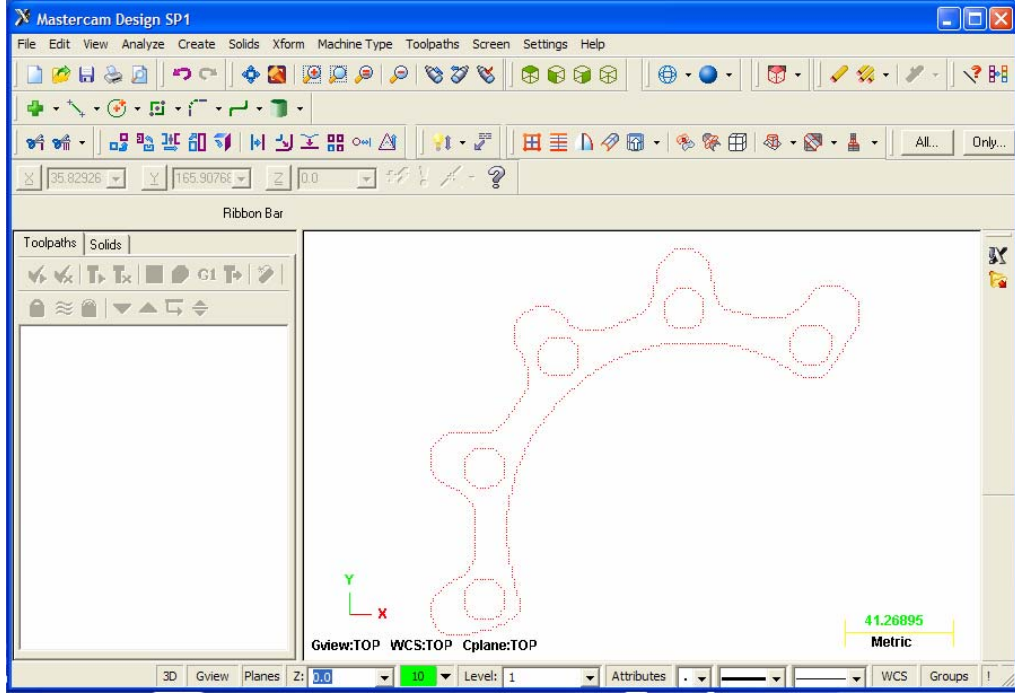 Mastercam Design SP1
File Edit View Analyze Create Solids Xform Machine Type Toolpaths Screen Settings Help
All... Only...
X 35.82926 Y 165.90768 Z 0.0
Ribbon Bar
Toolpaths Solids
G1
Y
X
41.26895
Metric
Gview:TOP WCS:TOP Cplane:TOP
3D Gview Planes Z: 0.0 10 Level: 1 Attributes WCS Groups !